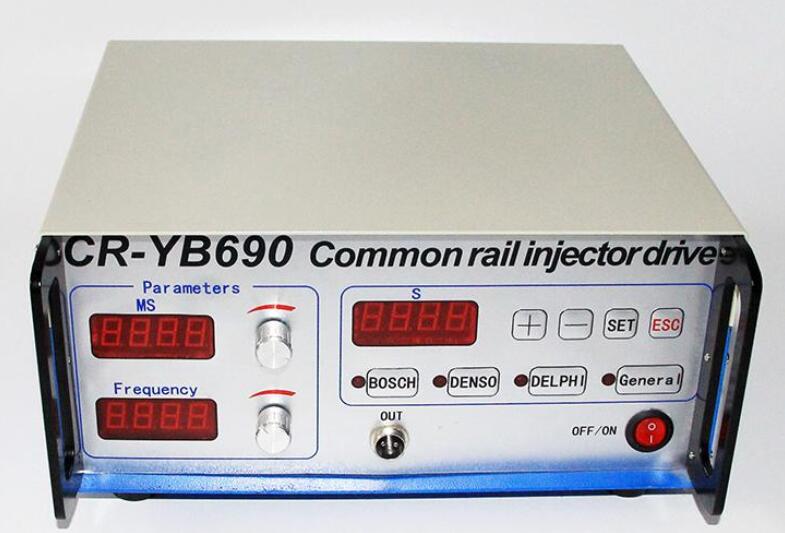 CR-YB690 Common rail injector drive
Parameters
MS
S
+ - SET ESC
Frequency
BOSCH DENSO DELPHI General
OUT
OFF/ON